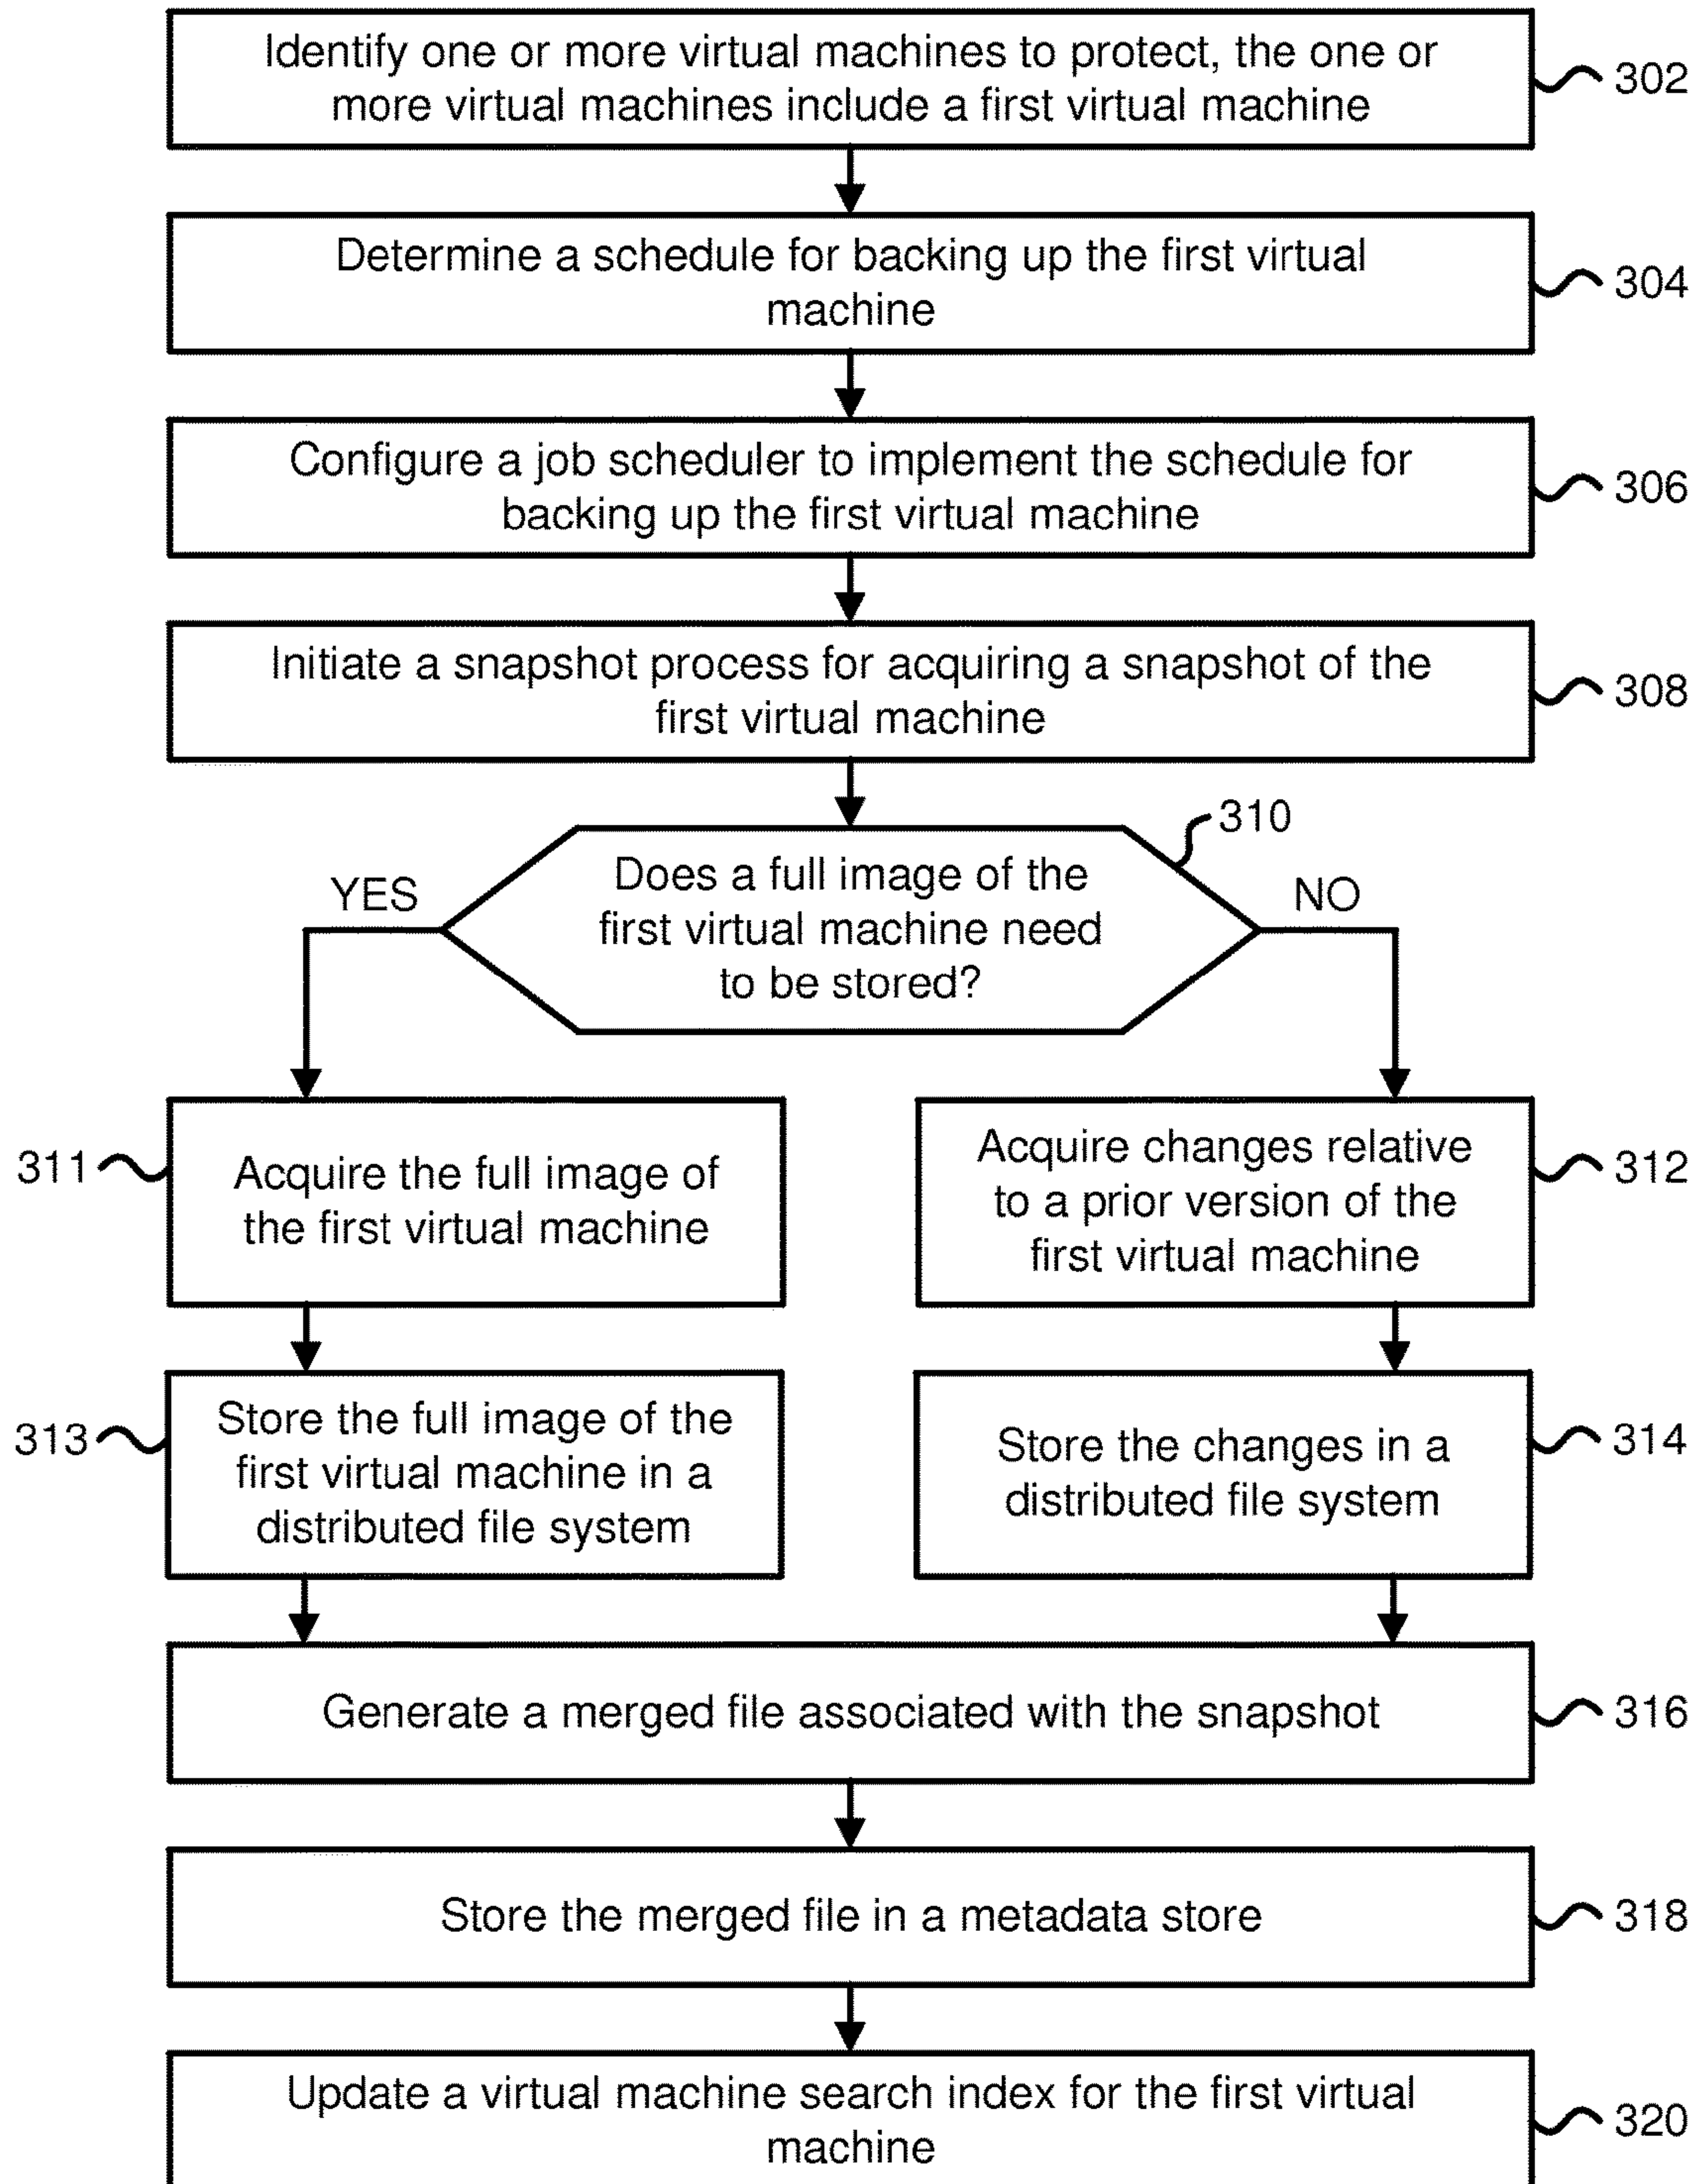 Identify one or more virtual machines to protect, the one or
more virtual machines include a first virtual machine
302
Determine a schedule for backing up the first virtual
machine
304
Configure a job scheduler to implement the schedule for
backing up the first virtual machine
306
Initiate a snapshot process for acquiring a snapshot of the
first virtual machine
308
310
Does a full image of the
first virtual machine need
to be stored?
YES
NO
311
Acquire the full image of
the first virtual machine
Acquire changes relative
to a prior version of the
first virtual machine
312
313
Store the full image of the
first virtual machine in a
distributed file system
Store the changes in a
distributed file system
314
Generate a merged file associated with the snapshot
316
Store the merged file in a metadata store
318
Update a virtual machine search index for the first virtual
machine
320